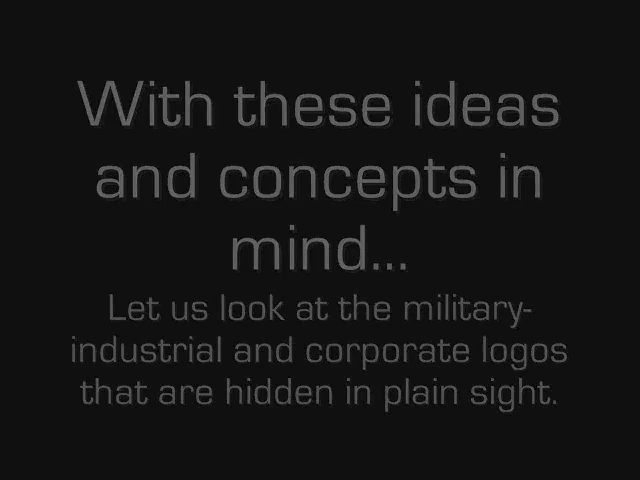 With these ideas
and concepts in
mind...
Let us look at the military-
industrial and corporate logos
that are hidden in plain sight.